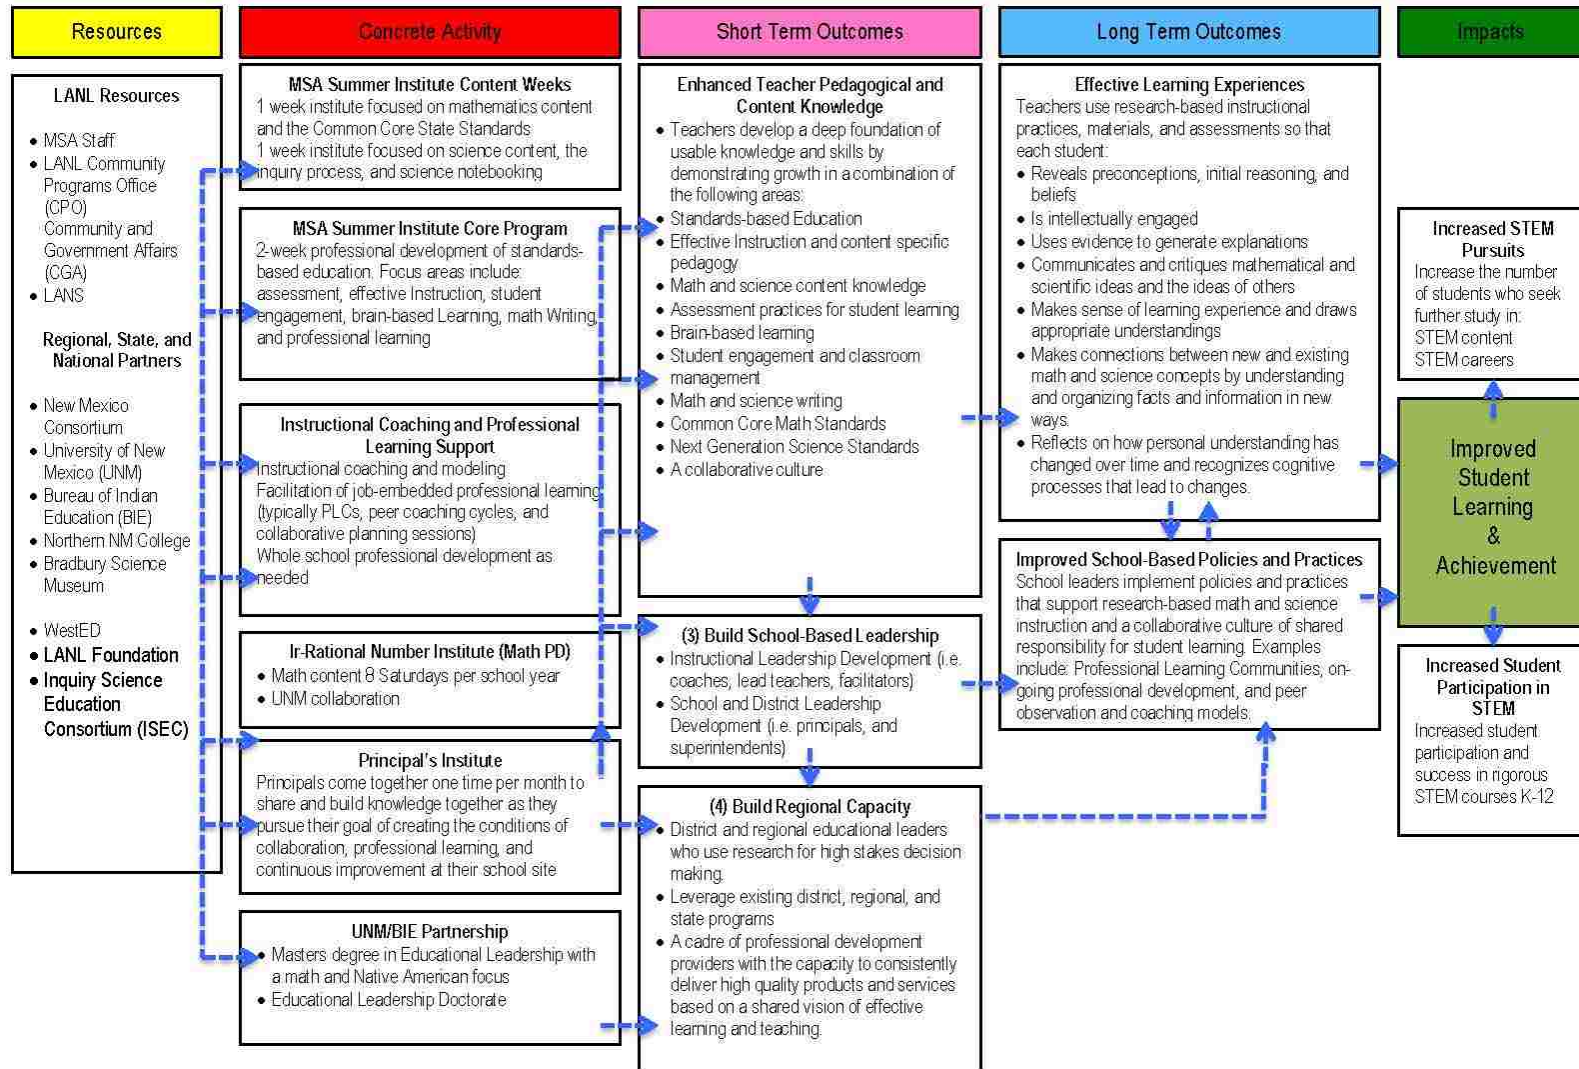 Resources
Concrete Activity
Short Term Outcomes
Long Term Outcomes
Impacts
LANL Resources
• MSA Staff
• LANL Community
Programs Office
(CPO)
Community and
Government Affairs
(CGA)
• LANS
Regional, State, and
National Partners
• New Mexico
Consortium
• University of New
Mexico (UNM)
• Bureau of Indian
Education (BIE)
• Northern NM College
• Bradbury Science
Museum
• WestED
• LANL Foundation
• Inquiry Science
Education
Consortium (ISEC)
MSA Summer Institute Content Weeks
1 week institute focused on mathematics content
and the Common Core State Standards
1 week institute focused on science content, the
inquiry process, and science notebooking
MSA Summer Institute Core Program
2-week professional development of standards-
based education. Focus areas include:
assessment, effective Instruction, student
engagement, brain-based Learning, math Writing,
and professional learning
Instructional Coaching and Professional
Learning Support
Instructional coaching and modeling
Facilitation of job-embedded professional learning
(typically PLCs, peer coaching cycles, and
collaborative planning sessions)
Whole school professional development as
needed
Ir-Rational Number Institute (Math PD)
• Math content 8 Saturdays per school year
• UNM collaboration
Principal's Institute
Principals come together one time per month to
share and build knowledge together as they
pursue their goal of creating the conditions of
collaboration, professional learning, and
continuous improvement at their school site
UNM/BIE Partnership
• Masters degree in Educational Leadership with
a math and Native American focus
• Educational Leadership Doctorate
Enhanced Teacher Pedagogical and
Content Knowledge
• Teachers develop a deep foundation of
usable knowledge and skills by
demonstrating growth in a combination of
the following areas:
• Standards-based Education
• Effective Instruction and content specific
pedagogy
• Math and science content knowledge
• Assessment practices for student learning
• Brain-based learning
• Student engagement and classroom
management
• Math and science writing
• Common Core Math Standards
• Next Generation Science Standards
• A collaborative culture
(3) Build School-Based Leadership
• Instructional Leadership Development (i.e.
coaches, lead teachers, facilitators)
• School and District Leadership
Development (i.e. principals, and
superintendents)
(4) Build Regional Capacity
• District and regional educational leaders
who use research for high stakes decision
making.
• Leverage existing district, regional, and
state programs
• A cadre of professional development
providers with the capacity to consistently
deliver high quality products and services
based on a shared vision of effective
learning and teaching.
Effective Learning Experiences
Teachers use research-based instructional
practices, materials, and assessments so that
each student:
• Reveals preconceptions, initial reasoning, and
beliefs
• Is intellectually engaged
• Uses evidence to generate explanations
• Communicates and critiques mathematical and
scientific ideas and the ideas of others
• Makes sense of learning experience and draws
appropriate understandings
• Makes connections between new and existing
math and science concepts by understanding
and organizing facts and information in new
ways.
• Reflects on how personal understanding has
changed over time and recognizes cognitive
processes that lead to changes.
Improved School-Based Policies and Practices
School leaders implement policies and practices
that support research-based math and science
instruction and a collaborative culture of shared
responsibility for student learning. Examples
include: Professional Learning Communities, on-
going professional development, and peer
observation and coaching models.
Increased STEM
Pursuits
Increase the number
of students who seek
further study in:
STEM content
STEM careers
Improved
Student
Learning
&
Achievement
Increased Student
Participation in
STEM
Increased student
participation and
success in rigorous
STEM courses K-12